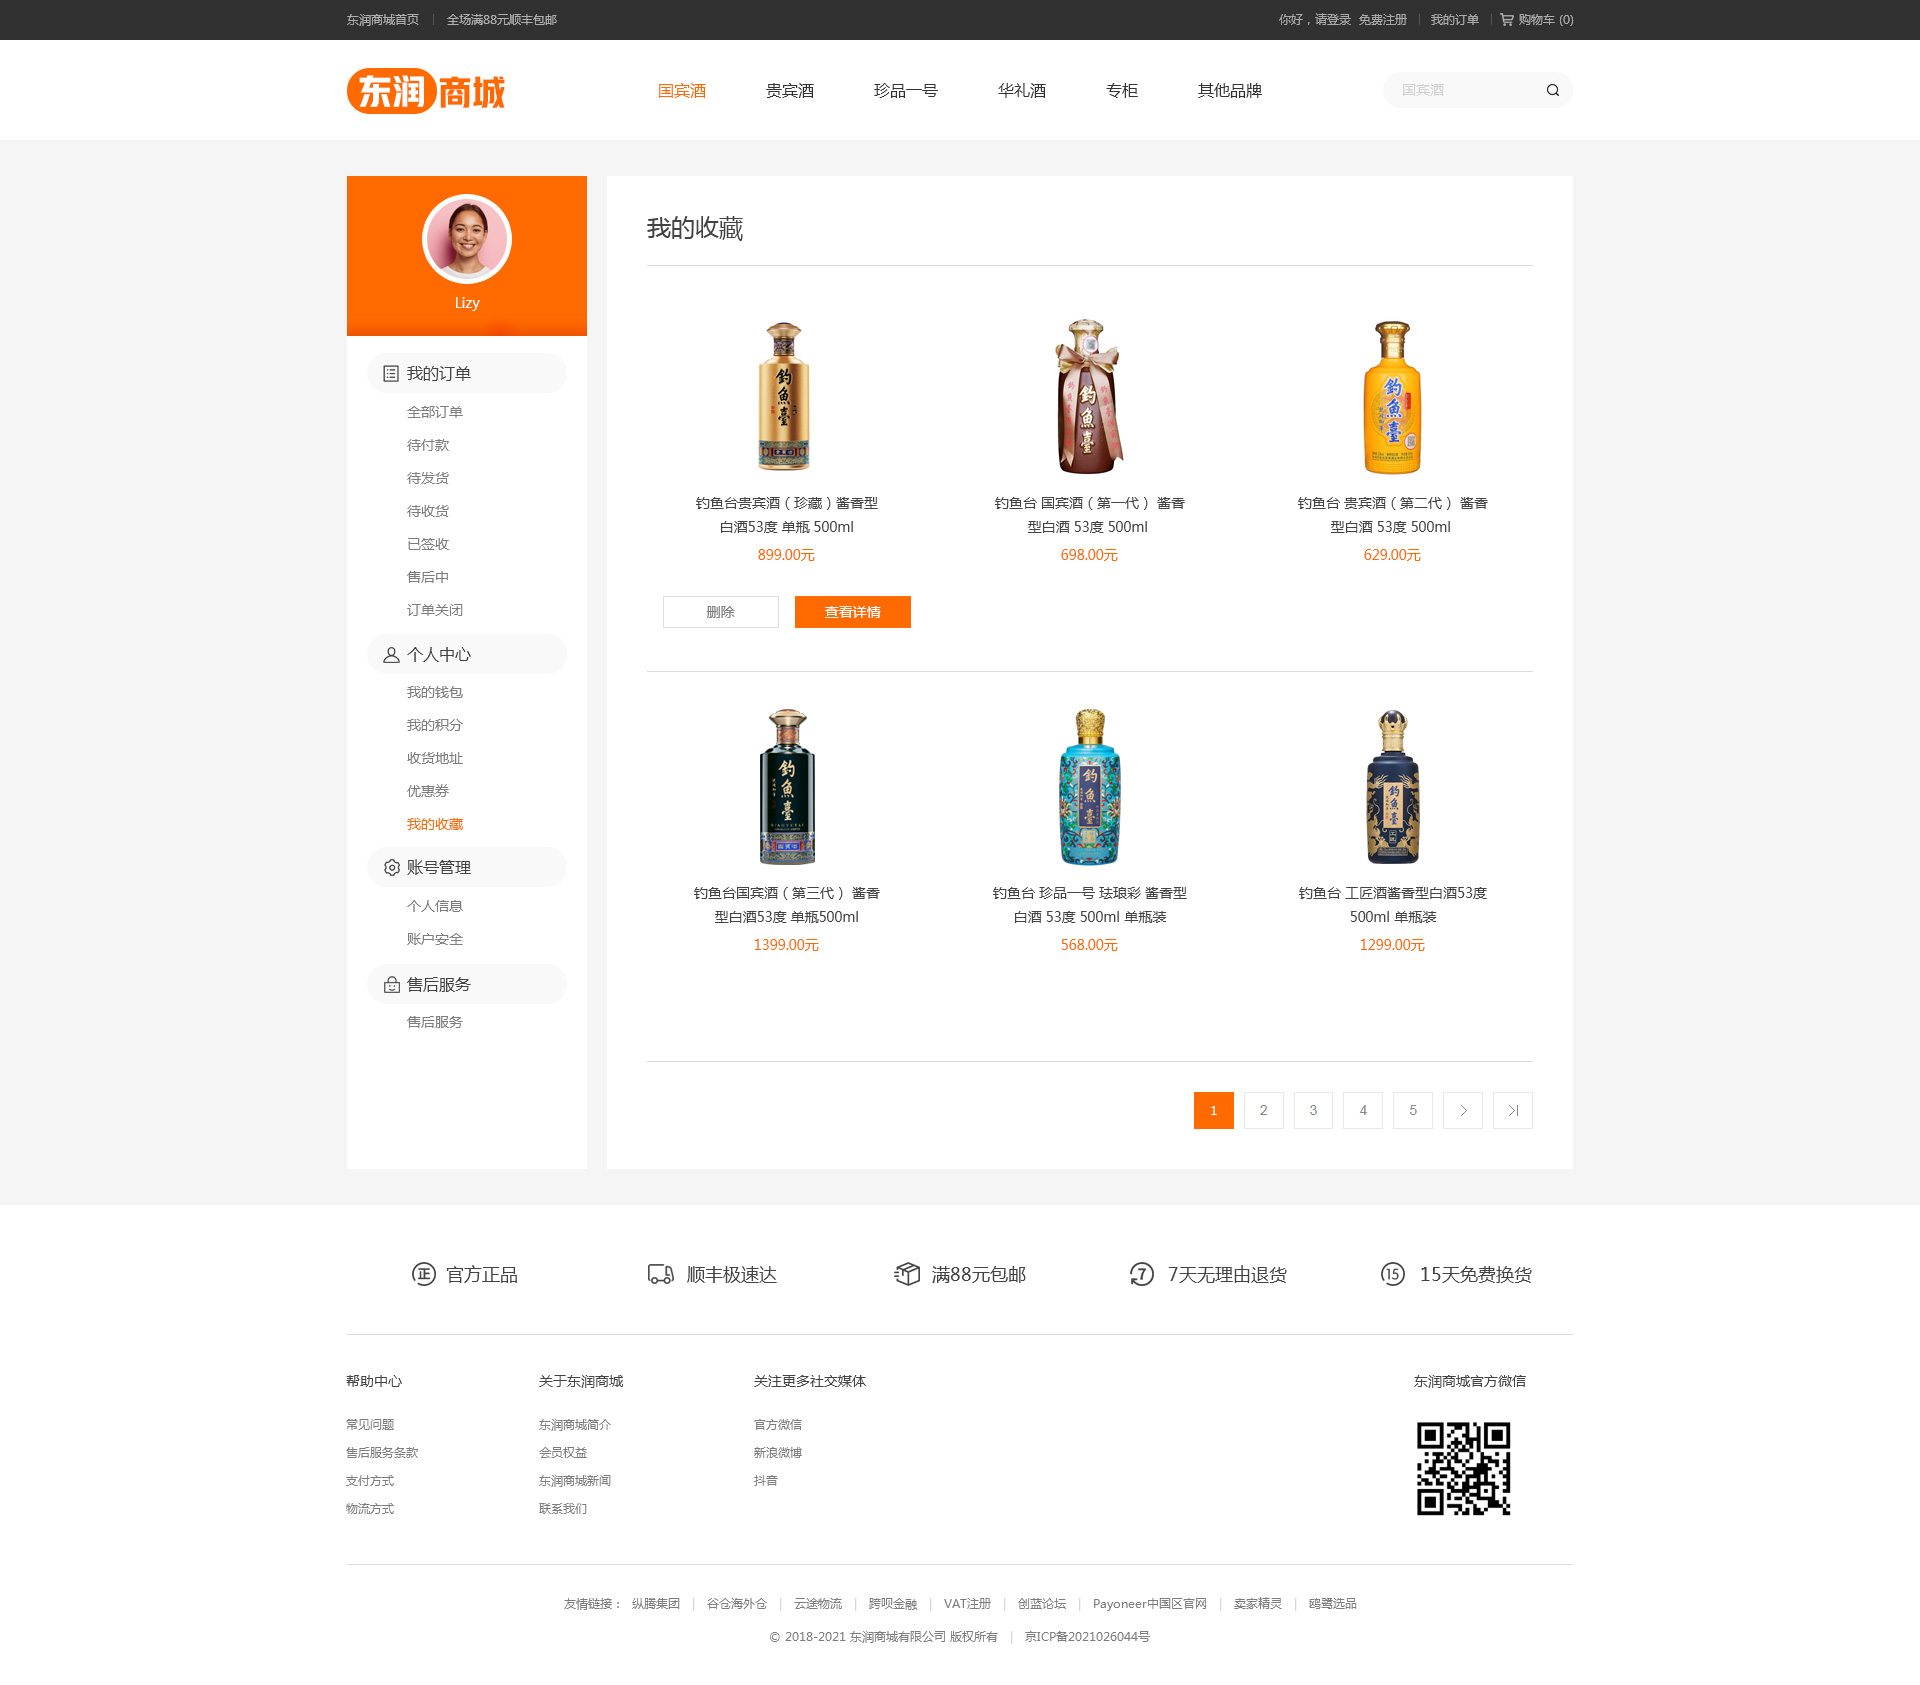 东润商城首页 | 全场满88元顺丰包邮
你好，请登录 免费注册 | 我的订单 | 购物车 (0)
东润商城
国宾酒 贵宾酒 珍品一号 华礼酒 专柜 其他品牌
国宾酒
Lizy
我的订单
全部订单
待付款
待发货
待收货
已签收
售后中
订单关闭
个人中心
我的钱包
我的积分
收货地址
优惠券
我的收藏
账号管理
个人信息
账户安全
售后服务
售后服务
我的收藏
釣魚臺
釣魚臺
釣魚臺
钓鱼台贵宾酒（珍藏）酱香型
白酒53度 单瓶 500ml
899.00元
钓鱼台 国宾酒（第一代） 酱香
型白酒 53度 500ml
698.00元
钓鱼台 贵宾酒（第二代） 酱香
型白酒 53度 500ml
629.00元
删除 查看详情
釣魚臺
釣魚臺
釣魚臺
钓鱼台国宾酒（第三代） 酱香
型白酒53度 单瓶500ml
1399.00元
钓鱼台 珍品一号 珐琅彩 酱香型
白酒 53度 500ml 单瓶装
568.00元
钓鱼台 工匠酒酱香型白酒53度
500ml 单瓶装
1299.00元
1 2 3 4 5
正 官方正品
顺丰极速达
满88元包邮
7 7天无理由退货
15 15天免费换货
帮助中心
常见问题
售后服务条款
支付方式
物流方式
关于东润商城
东润商城简介
会员权益
东润商城新闻
联系我们
关注更多社交媒体
官方微信
新浪微博
抖音
东润商城官方微信
友情链接： 纵腾集团 | 谷仓海外仓 | 云途物流 | 跨呗金融 | VAT注册 | 创蓝论坛 | Payoneer中国区官网 | 卖家精灵 | 鸥鹭选品
© 2018-2021 东润商城有限公司 版权所有 | 京ICP备2021026044号